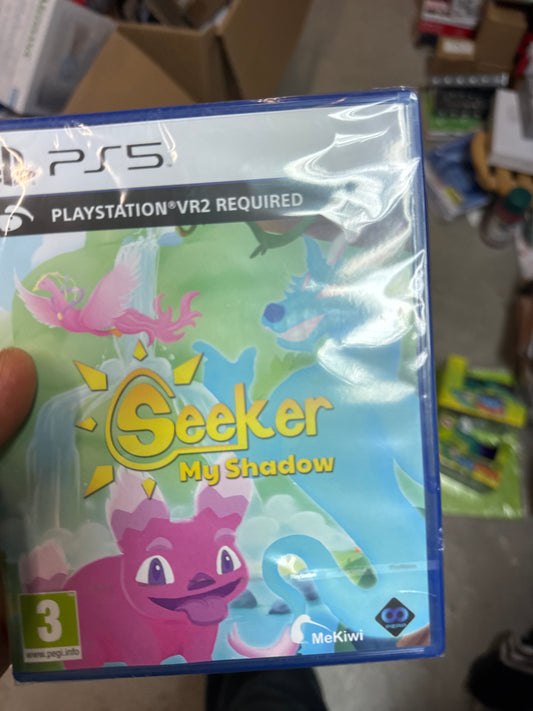 PS5
PLAYSTATION®VR2 REQUIRED
Seeker
My Shadow
3
www.pegi.info
MeKiwi